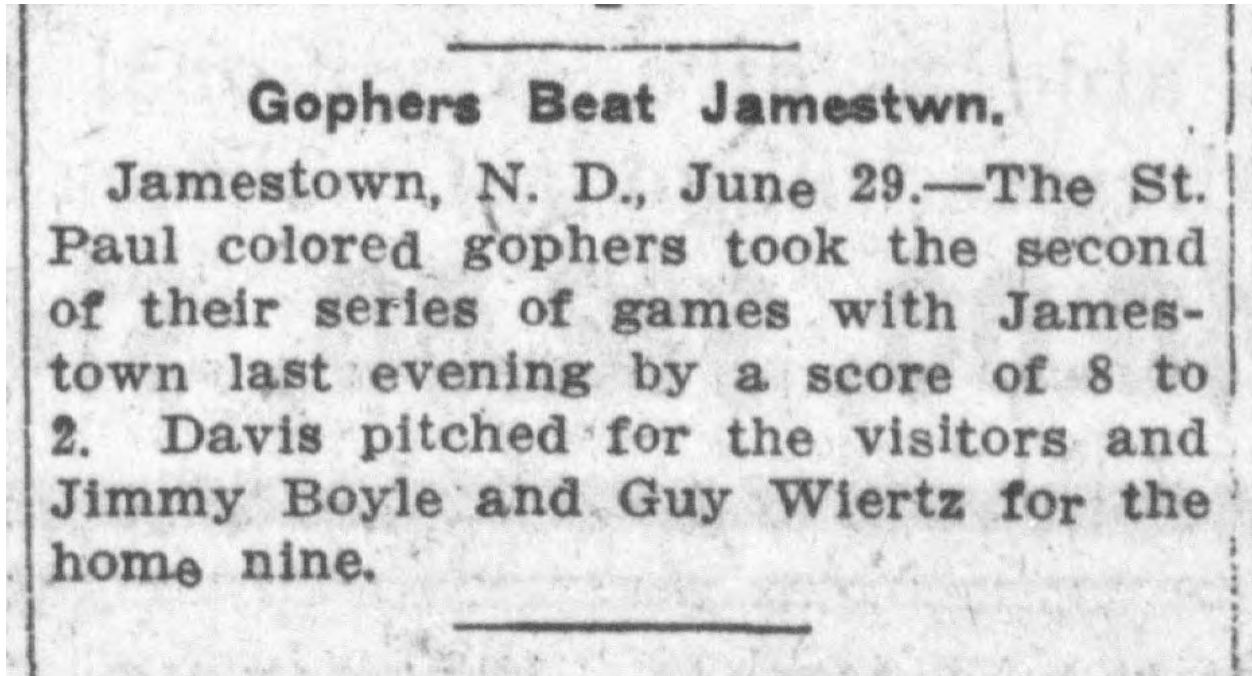 Gophers Beat Jamestwn.
Jamestown, N. D., June 29.—The St.
Paul colored gophers took the second
of their series of games with James-
town last evening by a score of 8 to
2. Davis pitched for the visitors and
Jimmy Boyle and Guy Wiertz for the
home nine.